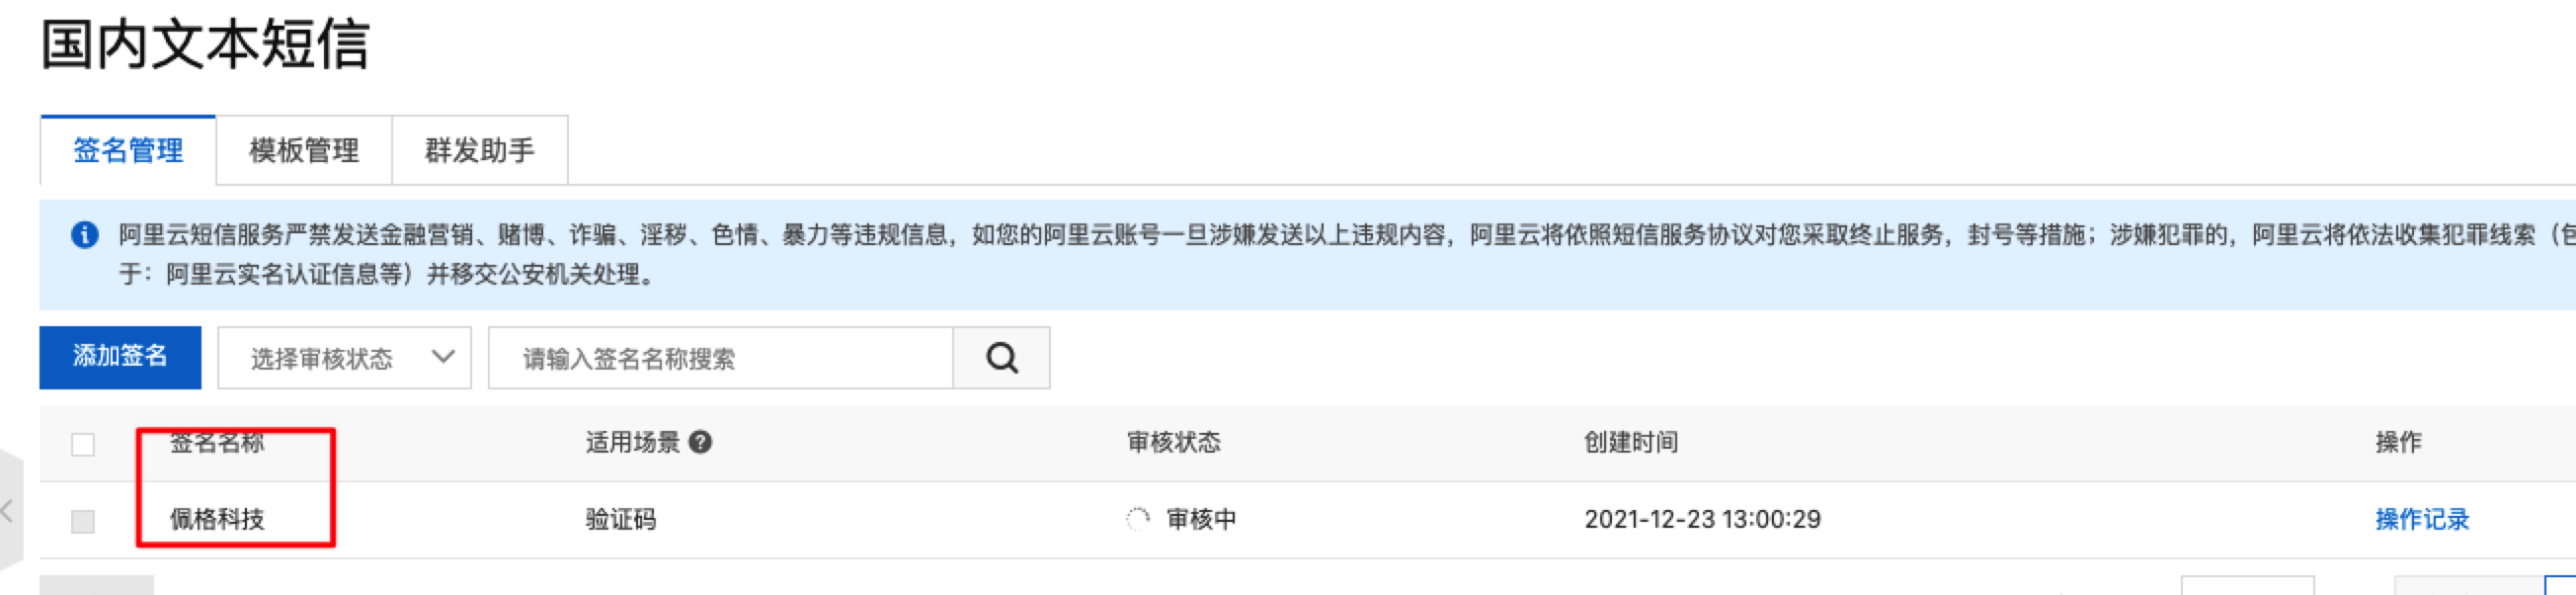 国内文本短信
签名管理 模板管理 群发助手
阿里云短信服务严禁发送金融营销、赌博、诈骗、淫秽、色情、暴力等违规信息，如您的阿里云账号一旦涉嫌发送以上违规内容，阿里云将依照短信服务协议对您采取终止服务，封号等措施；涉嫌犯罪的，阿里云将依法收集犯罪线索（包
于：阿里云实名认证信息等）并移交公安机关处理。
添加签名 选择审核状态 请输入签名名称搜索
签名名称 适用场景 审核状态 创建时间 操作
佩格科技 验证码 审核中 2021-12-23 13:00:29 操作记录